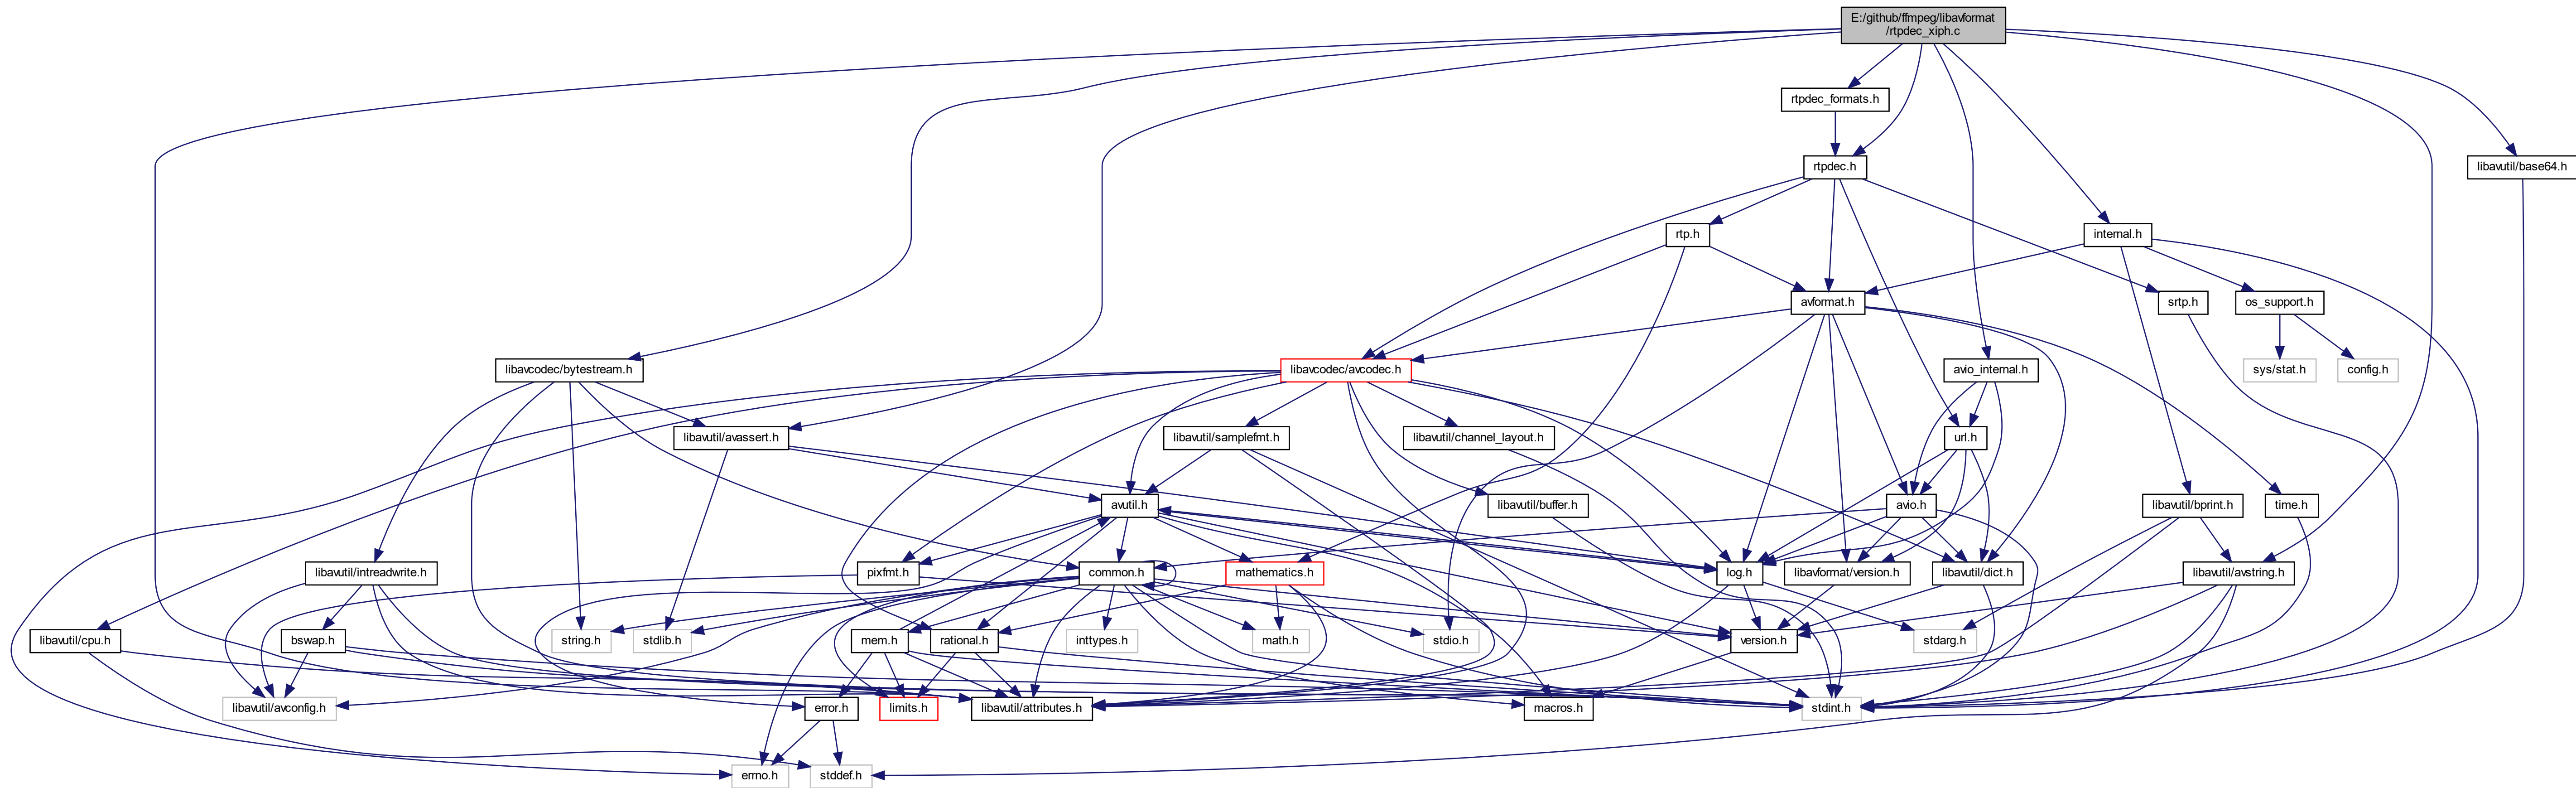 E:/github/ffmpeg/libavformat
/rtpdec_xiph.c
rtpdec_formats.h
rtpdec.h
libavutil/base64.h
rtp.h
internal.h
avformat.h
srtp.h
os_support.h
libavcodec/bytestream.h
libavcodec/avcodec.h
avio_internal.h
sys/stat.h
config.h
libavutil/avassert.h
libavutil/samplefmt.h
libavutil/channel_layout.h
url.h
avutil.h
libavutil/buffer.h
avio.h
libavutil/bprint.h
time.h
libavutil/intreadwrite.h
pixfmt.h
common.h
mathematics.h
log.h
libavformat/version.h
libavutil/dict.h
libavutil/avstring.h
libavutil/cpu.h
bswap.h
string.h
stdlib.h
mem.h
rational.h
inttypes.h
math.h
stdio.h
version.h
stdarg.h
libavutil/avconfig.h
error.h
limits.h
libavutil/attributes.h
macros.h
stdint.h
errno.h
stddef.h